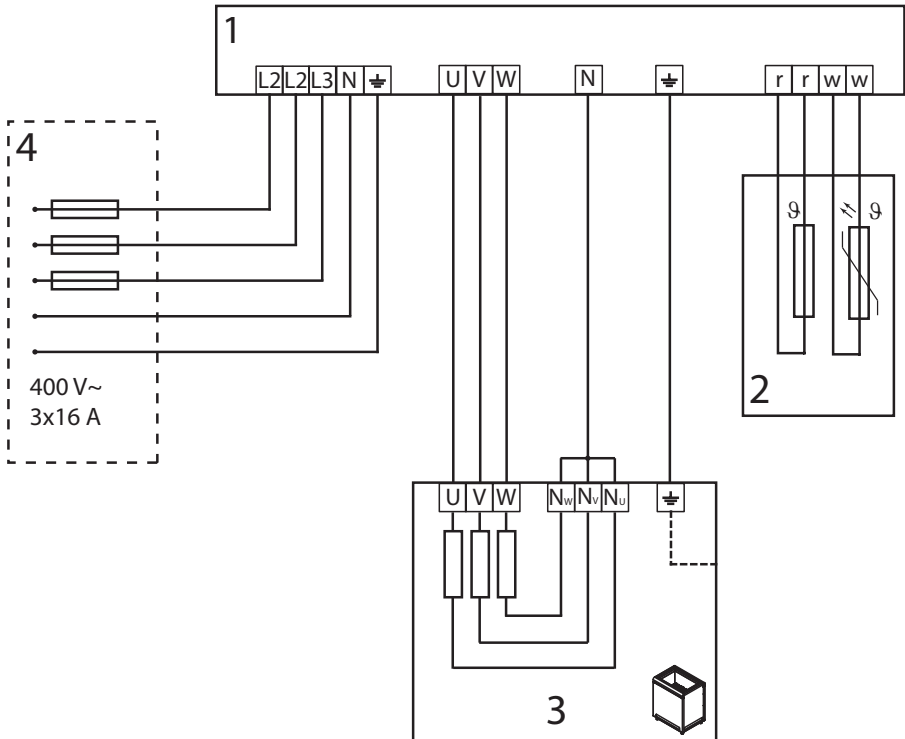 1
L2 L2 L3 N ⏚ U V W N ⏚ r r w w
4
ϑ ϑ
400 V~
3x16 A
2
U V W Nw Nv Nu ⏚
3